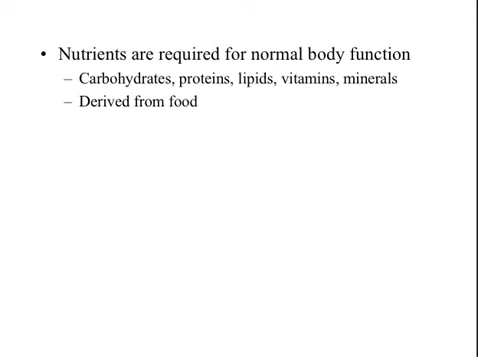 • Nutrients are required for normal body function
– Carbohydrates, proteins, lipids, vitamins, minerals
– Derived from food